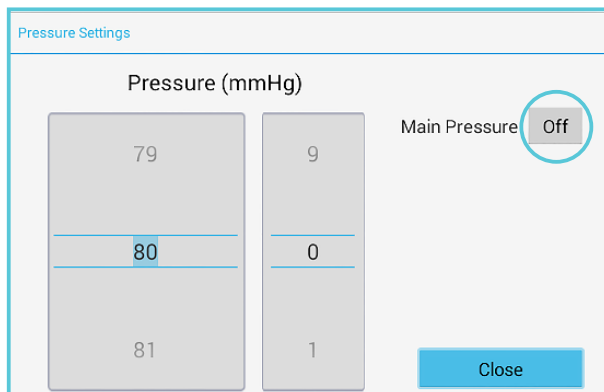 Pressure Settings
Pressure (mmHg)
Main Pressure Off
79 9
80 0
81 1
Close